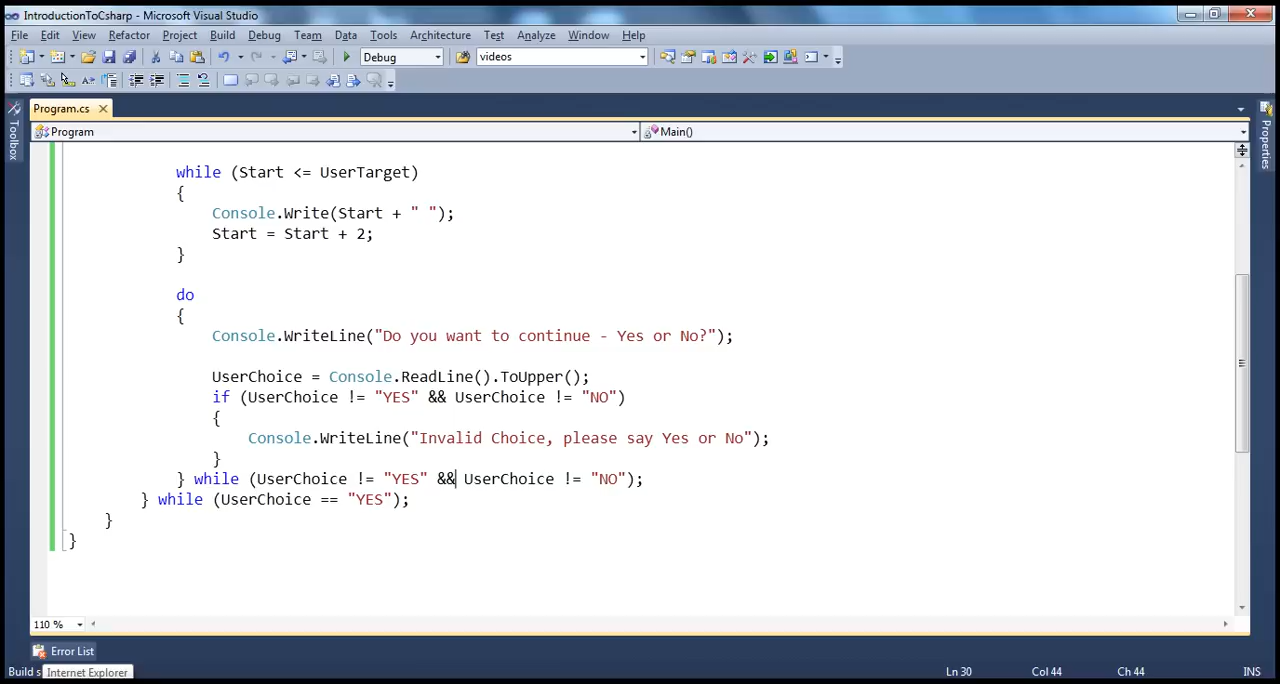 IntroductionToCsharp - Microsoft Visual Studio
File Edit View Refactor Project Build Debug Team Data Tools Architecture Test Analyze Window Help
Debug videos
Program.cs
Program Main()
Toolbox
Properties
while (Start <= UserTarget)
{
Console.Write(Start + " ");
Start = Start + 2;
}
do
{
Console.WriteLine("Do you want to continue - Yes or No?");
UserChoice = Console.ReadLine().ToUpper();
if (UserChoice != "YES" && UserChoice != "NO")
{
Console.WriteLine("Invalid Choice, please say Yes or No");
}
} while (UserChoice != "YES" && UserChoice != "NO");
} while (UserChoice == "YES");
}
}
110 %
Error List
Build s Internet Explorer Ln 30 Col 44 Ch 44 INS